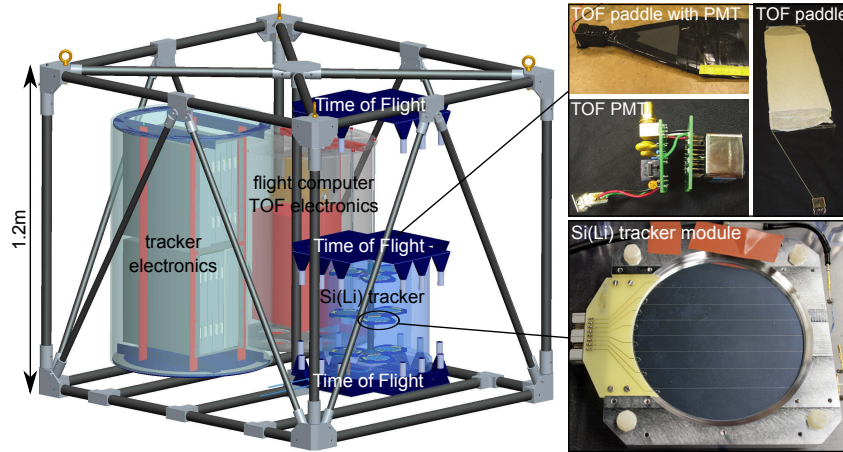 1.2m
Time of Flight
flight computer
TOF electronics
tracker
electronics
Time of Flight -
Si(Li) tracker
Time of Flight
TOF paddle with PMT
TOF paddle
TOF PMT
Si(Li) tracker module